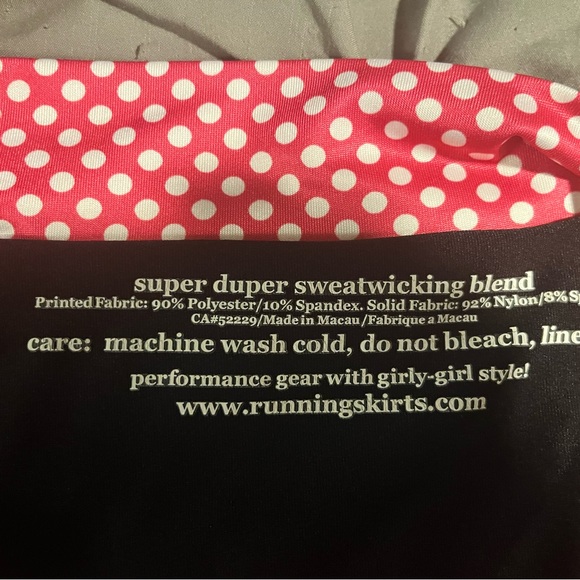 super duper sweatwicking blend
Printed Fabric: 90% Polyester/10% Spandex. Solid Fabric: 92% Nylon/8% Sp
CA#52229/Made in Macau/Fabrique a Macau
care: machine wash cold, do not bleach, line
performance gear with girly-girl style!
www.runningskirts.com